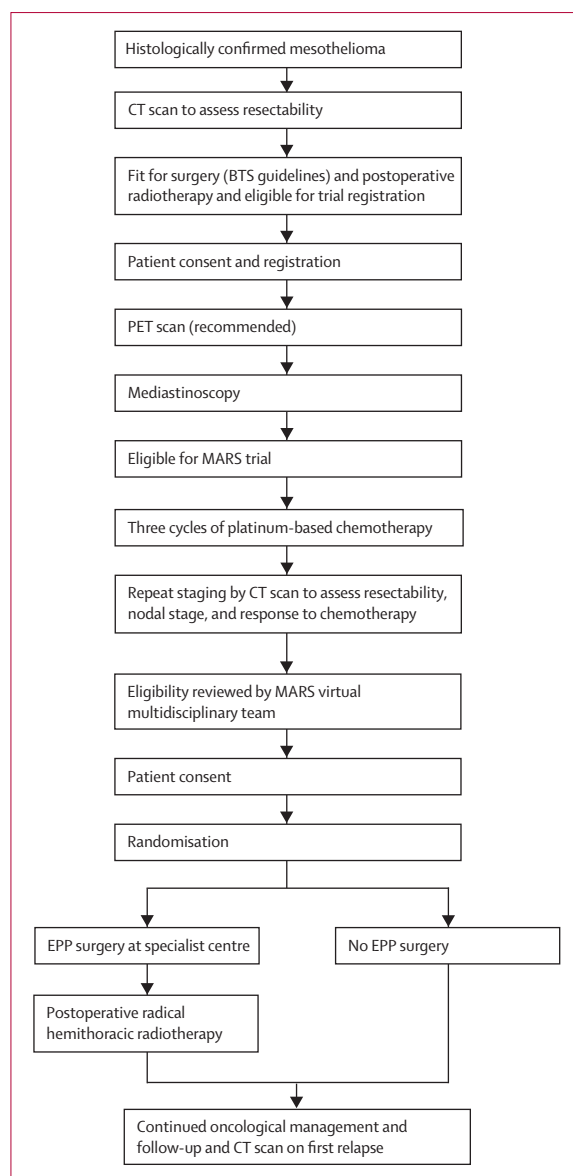 Histologically confirmed mesothelioma
CT scan to assess resectability
Fit for surgery (BTS guidelines) and postoperative
radiotherapy and eligible for trial registration
Patient consent and registration
PET scan (recommended)
Mediastinoscopy
Eligible for MARS trial
Three cycles of platinum-based chemotherapy
Repeat staging by CT scan to assess resectability,
nodal stage, and response to chemotherapy
Eligibility reviewed by MARS virtual
multidisciplinary team
Patient consent
Randomisation
EPP surgery at specialist centre
No EPP surgery
Postoperative radical
hemithoracic radiotherapy
Continued oncological management and
follow-up and CT scan on first relapse